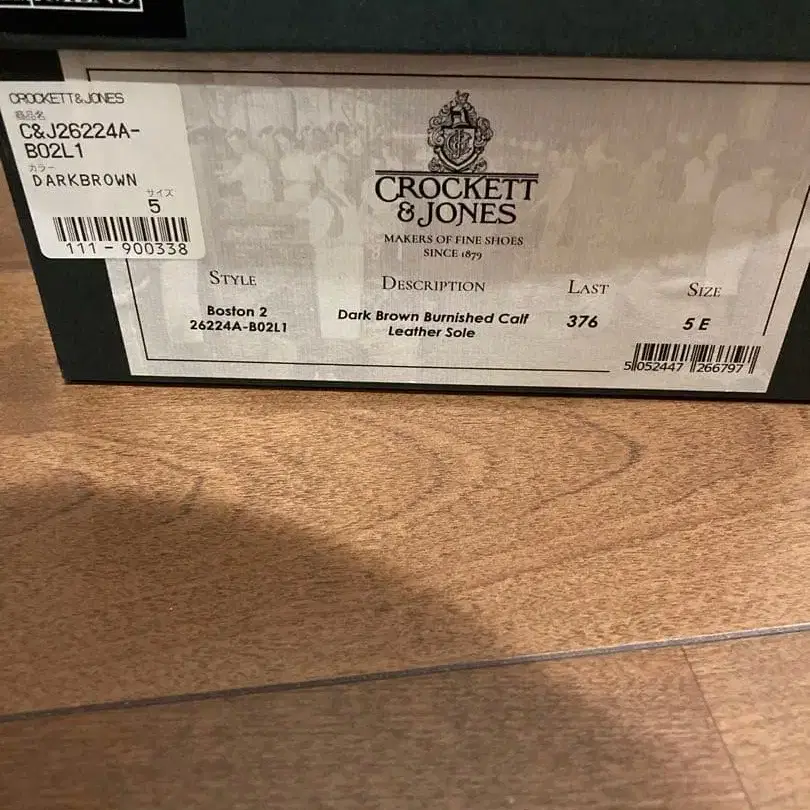 CROCKETT&JONES
商品名
C&J26224A-
B02L1
カラー
DARKBROWN
サイズ
5
111-900338
CROCKETT
& JONES
MAKERS OF FINE SHOES
SINCE 1879
STYLE DESCRIPTION LAST SIZE
Boston 2 Dark Brown Burnished Calf 376 5 E
26224A-B02L1 Leather Sole
5 052447 266797